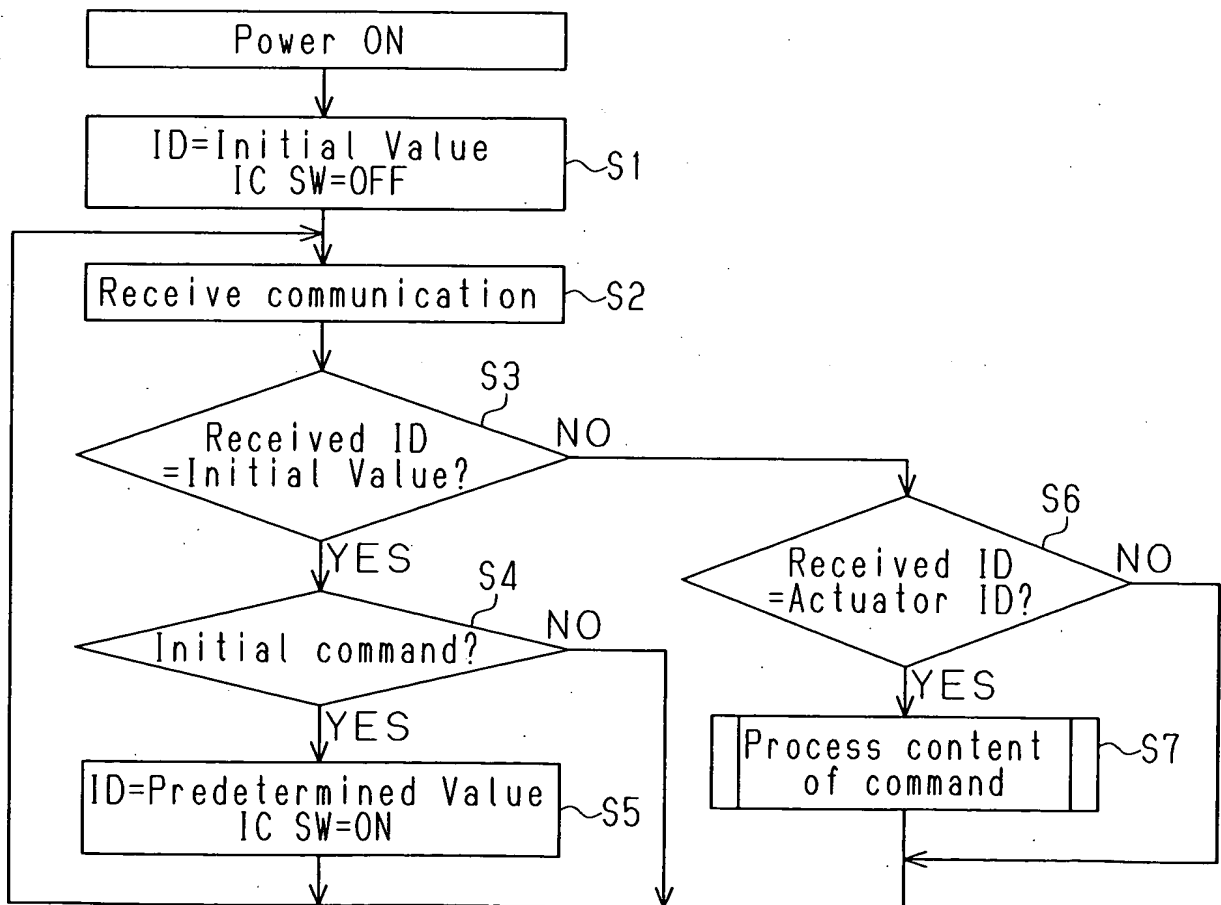 Power ON
ID=Initial Value
IC SW=OFF
S1
Receive communication
S2
S3
Received ID
=Initial Value?
NO
YES
S4
Initial command?
NO
YES
ID=Predetermined Value
IC SW=ON
S5
S6
Received ID
=Actuator ID?
NO
YES
Process content
of command
S7